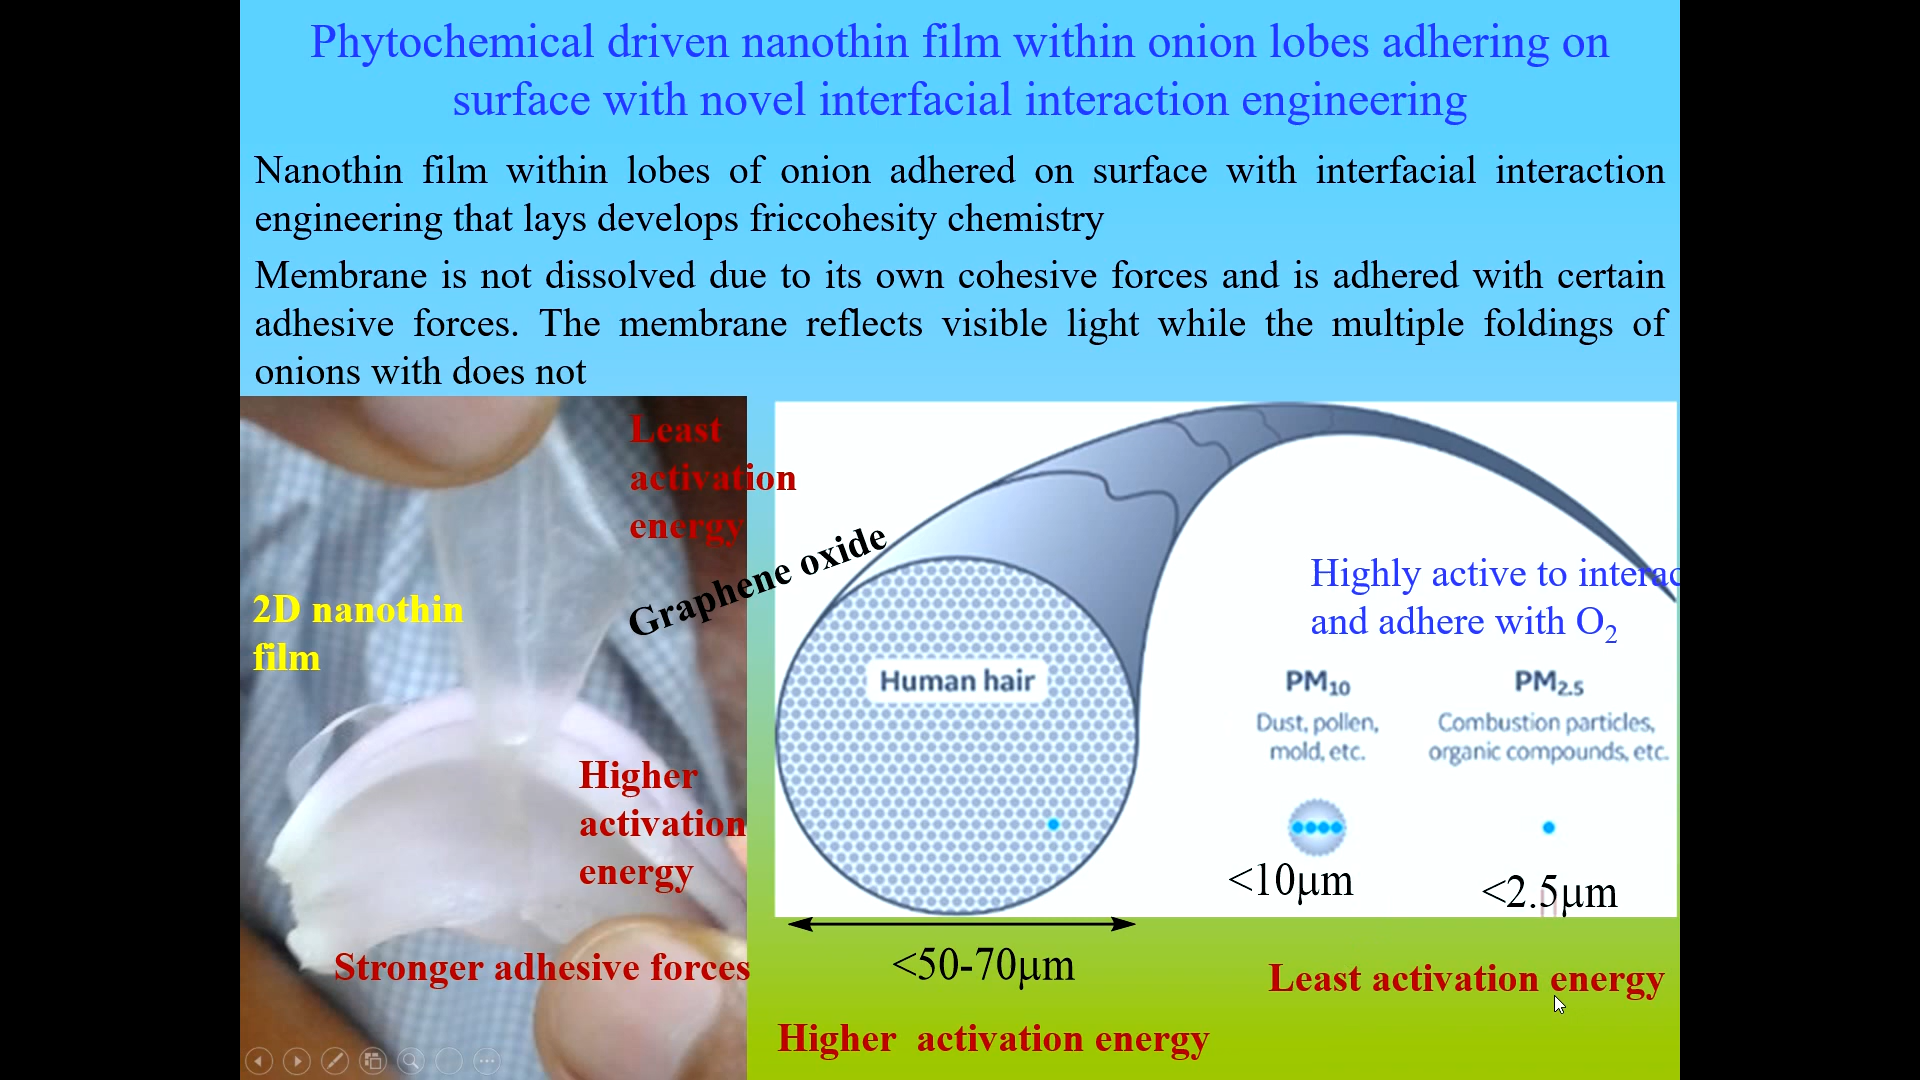 Phytochemical driven nanothin film within onion lobes adhering on
surface with novel interfacial interaction engineering
Nanothin film within lobes of onion adhered on surface with interfacial interaction
engineering that lays develops friccohesity chemistry
Membrane is not dissolved due to its own cohesive forces and is adhered with certain
adhesive forces. The membrane reflects visible light while the multiple foldings of
onions with does not
Least
activation
energy
Graphene oxide
2D nanothin
film
Higher
activation
energy
Stronger adhesive forces
Human hair
Highly active to interac
and adhere with O₂
PM₁₀
Dust, pollen,
mold, etc.
PM₂.₅
Combustion particles,
organic compounds, etc.
<10μm
<2.5μm
<50-70μm
Least activation energy
Higher activation energy